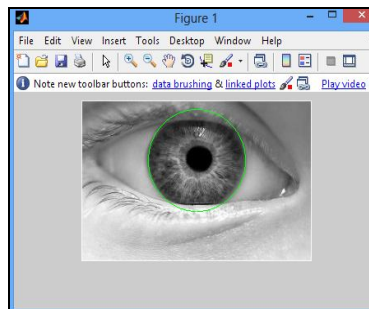 Figure 1
File Edit View Insert Tools Desktop Window Help
Note new toolbar buttons: data brushing & linked plots Play video